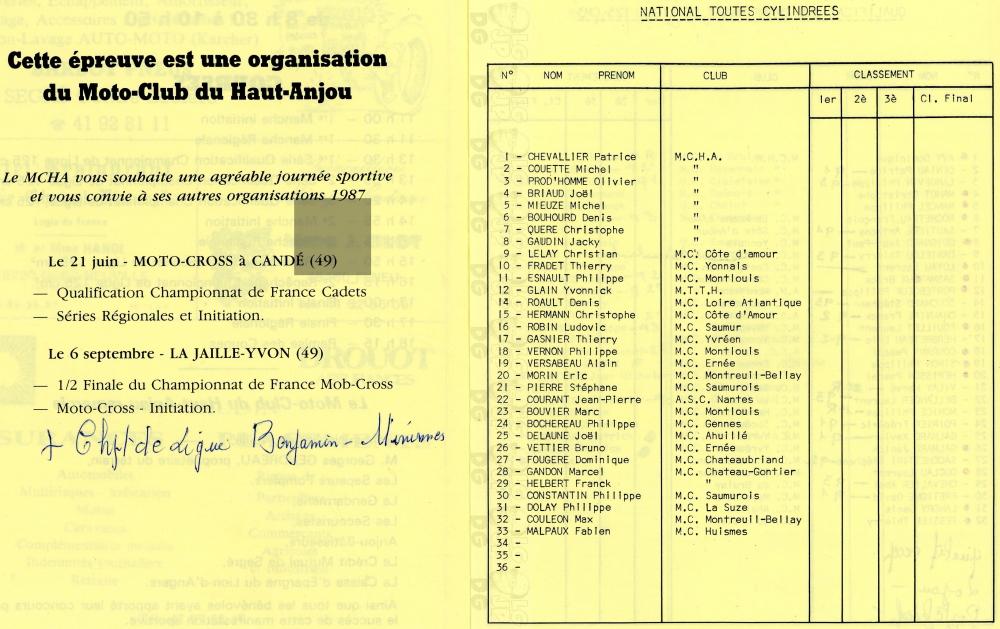 Cette épreuve est une organisation
du Moto-Club du Haut-Anjou
Le MCHA vous souhaite une agréable journée sportive
et vous convie à ses autres organisations 1987
Le 21 juin - MOTO-CROSS à CANDÉ (49)
— Qualification Championnat de France Cadets
— Séries Régionales et Initiation.
Le 6 septembre - LA JAILLE-YVON (49)
— 1/2 Finale du Championnat de France Mob-Cross
— Moto-Cross - Initiation.
+ Chpt de Ligue Benjamin - Minimes
NATIONAL TOUTES CYLINDREES
N° NOM PRENOM CLUB CLASSEMENT
1er 2è 3è Cl. Final
1 - CHEVALLIER Patrice M.C.H.A.
2 - COUETTE Michel "
3 - PROD'HOMME Olivier "
4 - BRIAUD Joël "
5 - MIEUZE Michel "
6 - BOUHOURD Denis "
7 - QUERE Christophe "
8 - GAUDIN Jacky "
9 - LELAY Christian M.C. Côte d'amour
10 - FRADET Thierry M.C. Yonnais
11 - ESNAULT Philippe M.C. Montlouis
12 - GLAIN Yvonnick M.T.T.H.
14 - ROAULT Denis M.C. Loire Atlantique
15 - HERMANN Christophe M.C. Côte d'Amour
16 - ROBIN Ludovic M.C. Saumur
17 - GASNIER Thierry M.C. Yvréen
18 - VERNON Philippe M.C. Montlouis
19 - VERSABEAU Alain M.C. Ernée
20 - MORIN Eric M.C. Montreuil-Bellay
21 - PIERRE Stéphane M.C. Saumurois
22 - COURANT Jean-Pierre A.S.C. Nantes
23 - BOUVIER Marc M.C. Montlouis
24 - BOCHEREAU Philippe M.C. Gennes
25 - DELAUNE Joël M.C. Ahuillé
26 - VETTIER Bruno M.C. Ernée
27 - FOUGERE Dominique M.C. Chateaubriand
28 - GANDON Marcel M.C. Chateau-Gontier
29 - HELBERT Franck "
30 - CONSTANTIN Philippe M.C. Saumurois
31 - DOLAY Philippe M.C. La Suze
32 - COULEON Max M.C. Montreuil-Bellay
33 - MALPAUX Fabien M.C. Huismes
34 -
35 -
36 -